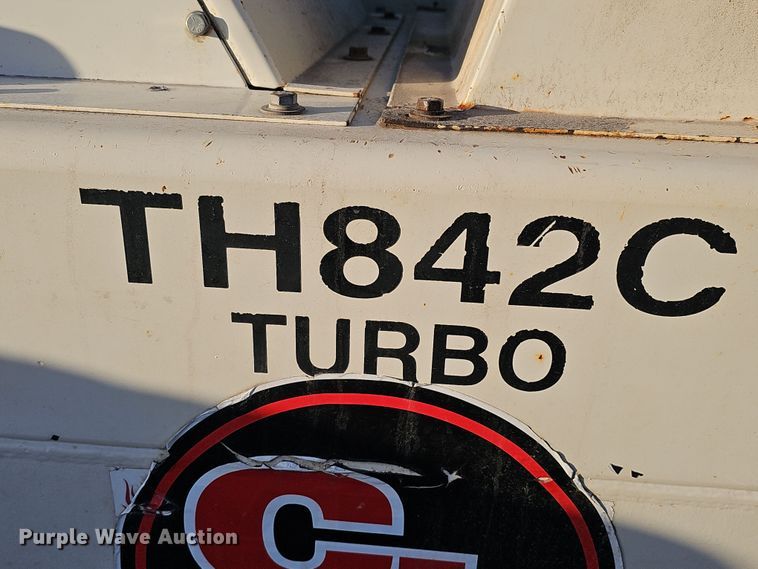 TH842C
TURBO
G
Purple Wave Auction®